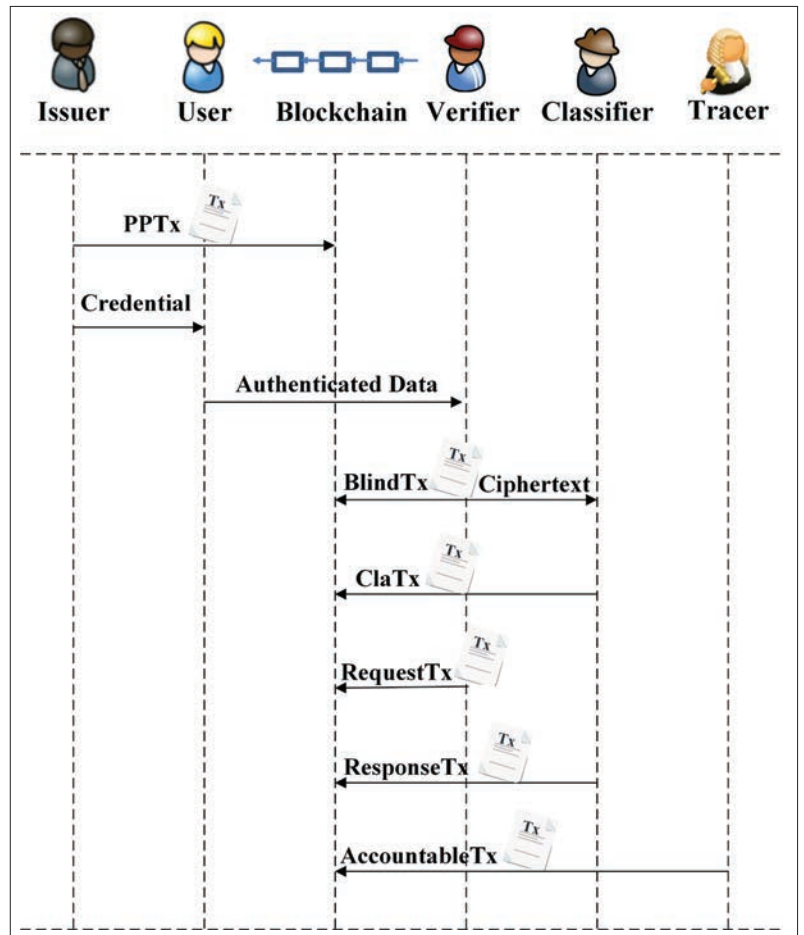 Issuer User Blockchain Verifier Classifier Tracer
Tx
PPTx
Credential
Authenticated Data
Tx
BlindTx Ciphertext
Tx
ClaTx
Tx
RequestTx
Tx
ResponseTx
Tx
AccountableTx